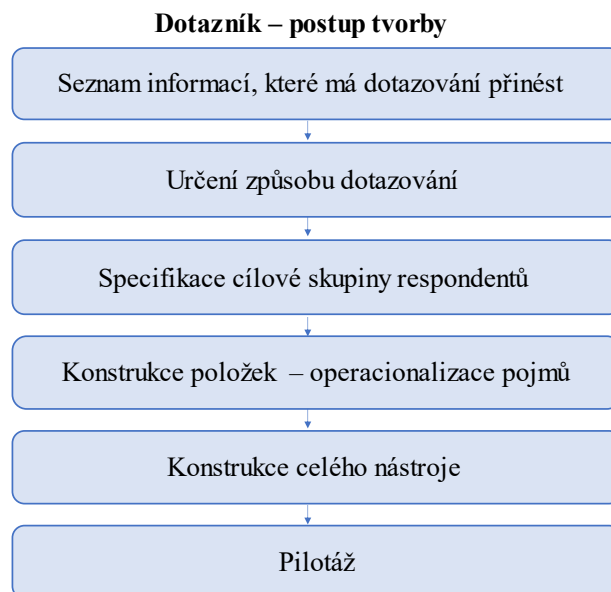 Dotazník – postup tvorby
Seznam informací, které má dotazování přinést
Určení způsobu dotazování
Specifikace cílové skupiny respondentů
Konstrukce položek – operacionalizace pojmů
Konstrukce celého nástroje
Pilotáž